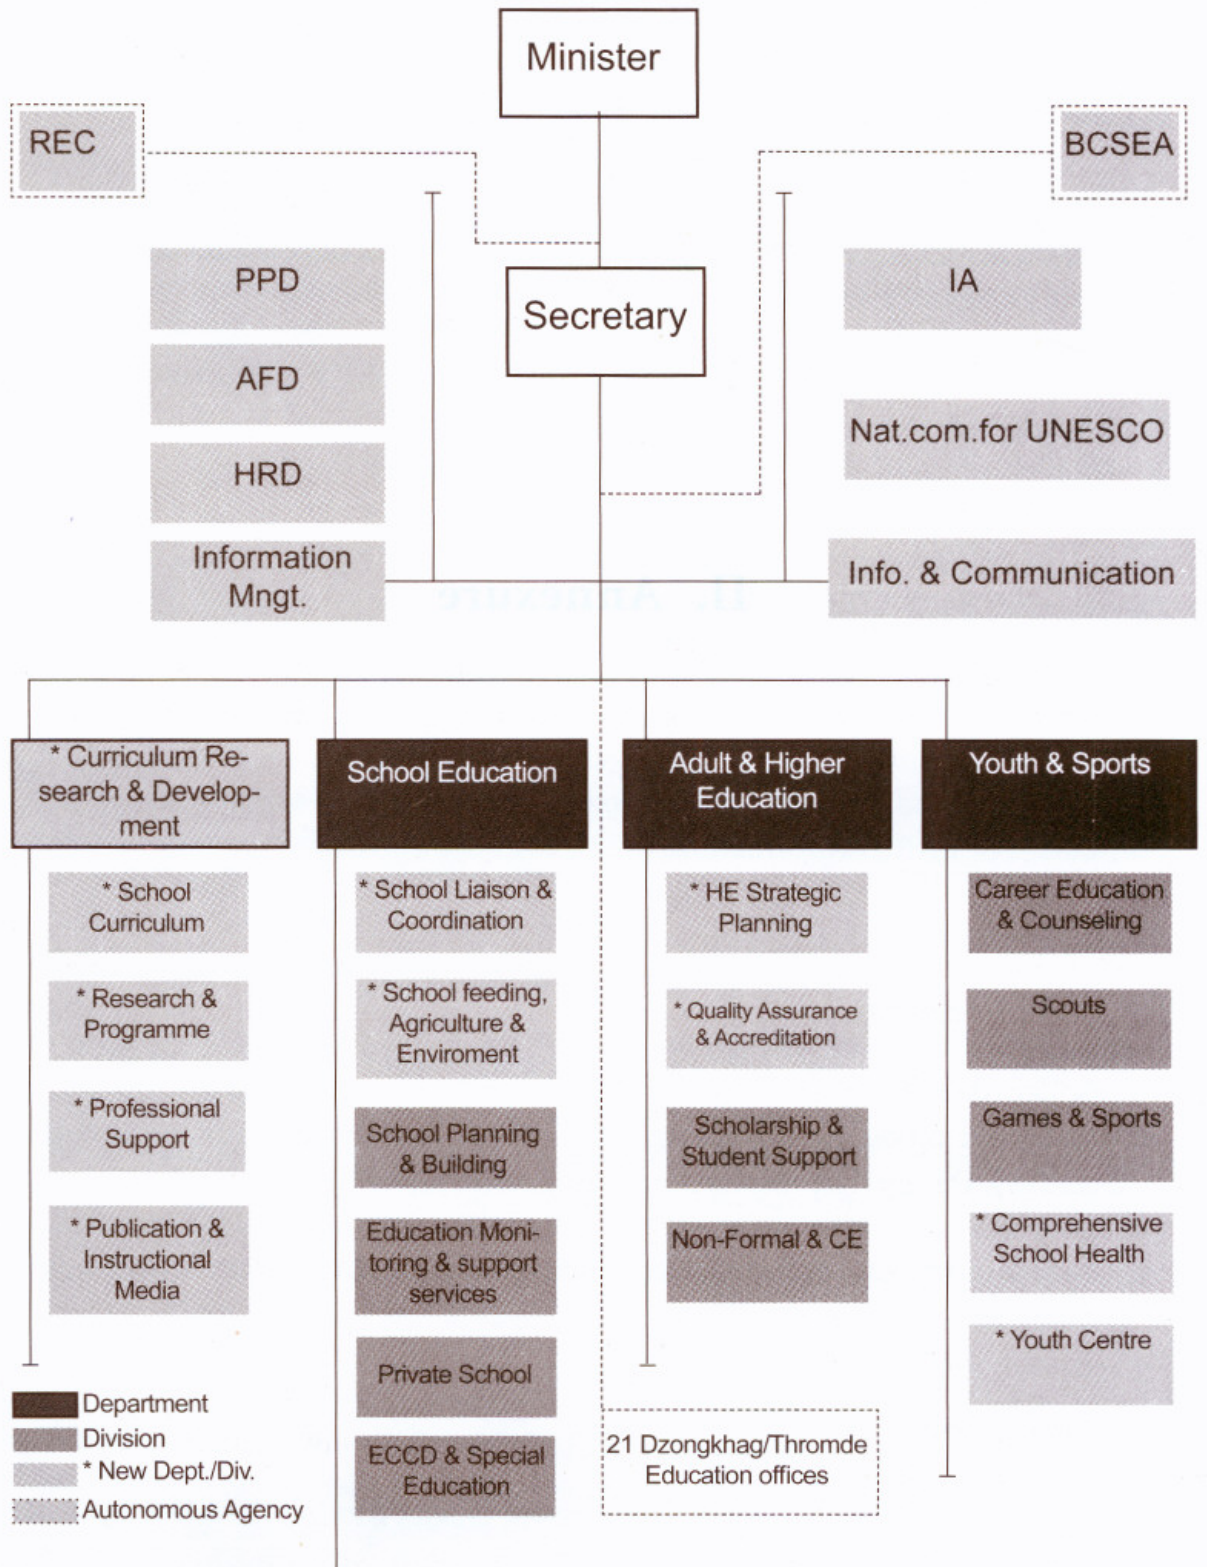 Minister
REC
BCSEA
PPD
IA
Secretary
AFD
Nat.com.for UNESCO
HRD
Information
Mngt.
Info. & Communication
II. Annexure
* Curriculum Re-
search & Develop-
ment
School Education
Adult & Higher
Education
Youth & Sports
* School
Curriculum
* Research &
Programme
* Professional
Support
* Publication &
Instructional
Media
* School Liaison &
Coordination
* School feeding,
Agriculture &
Enviroment
School Planning
& Building
Education Moni-
toring & support
services
Private School
ECCD & Special
Education
* HE Strategic
Planning
* Quality Assurance
& Accreditation
Scholarship &
Student Support
Non-Formal & CE
21 Dzongkhag/Thromde
Education offices
Career Education
& Counseling
Scouts
Games & Sports
* Comprehensive
School Health
* Youth Centre
Department
Division
* New Dept./Div.
Autonomous Agency